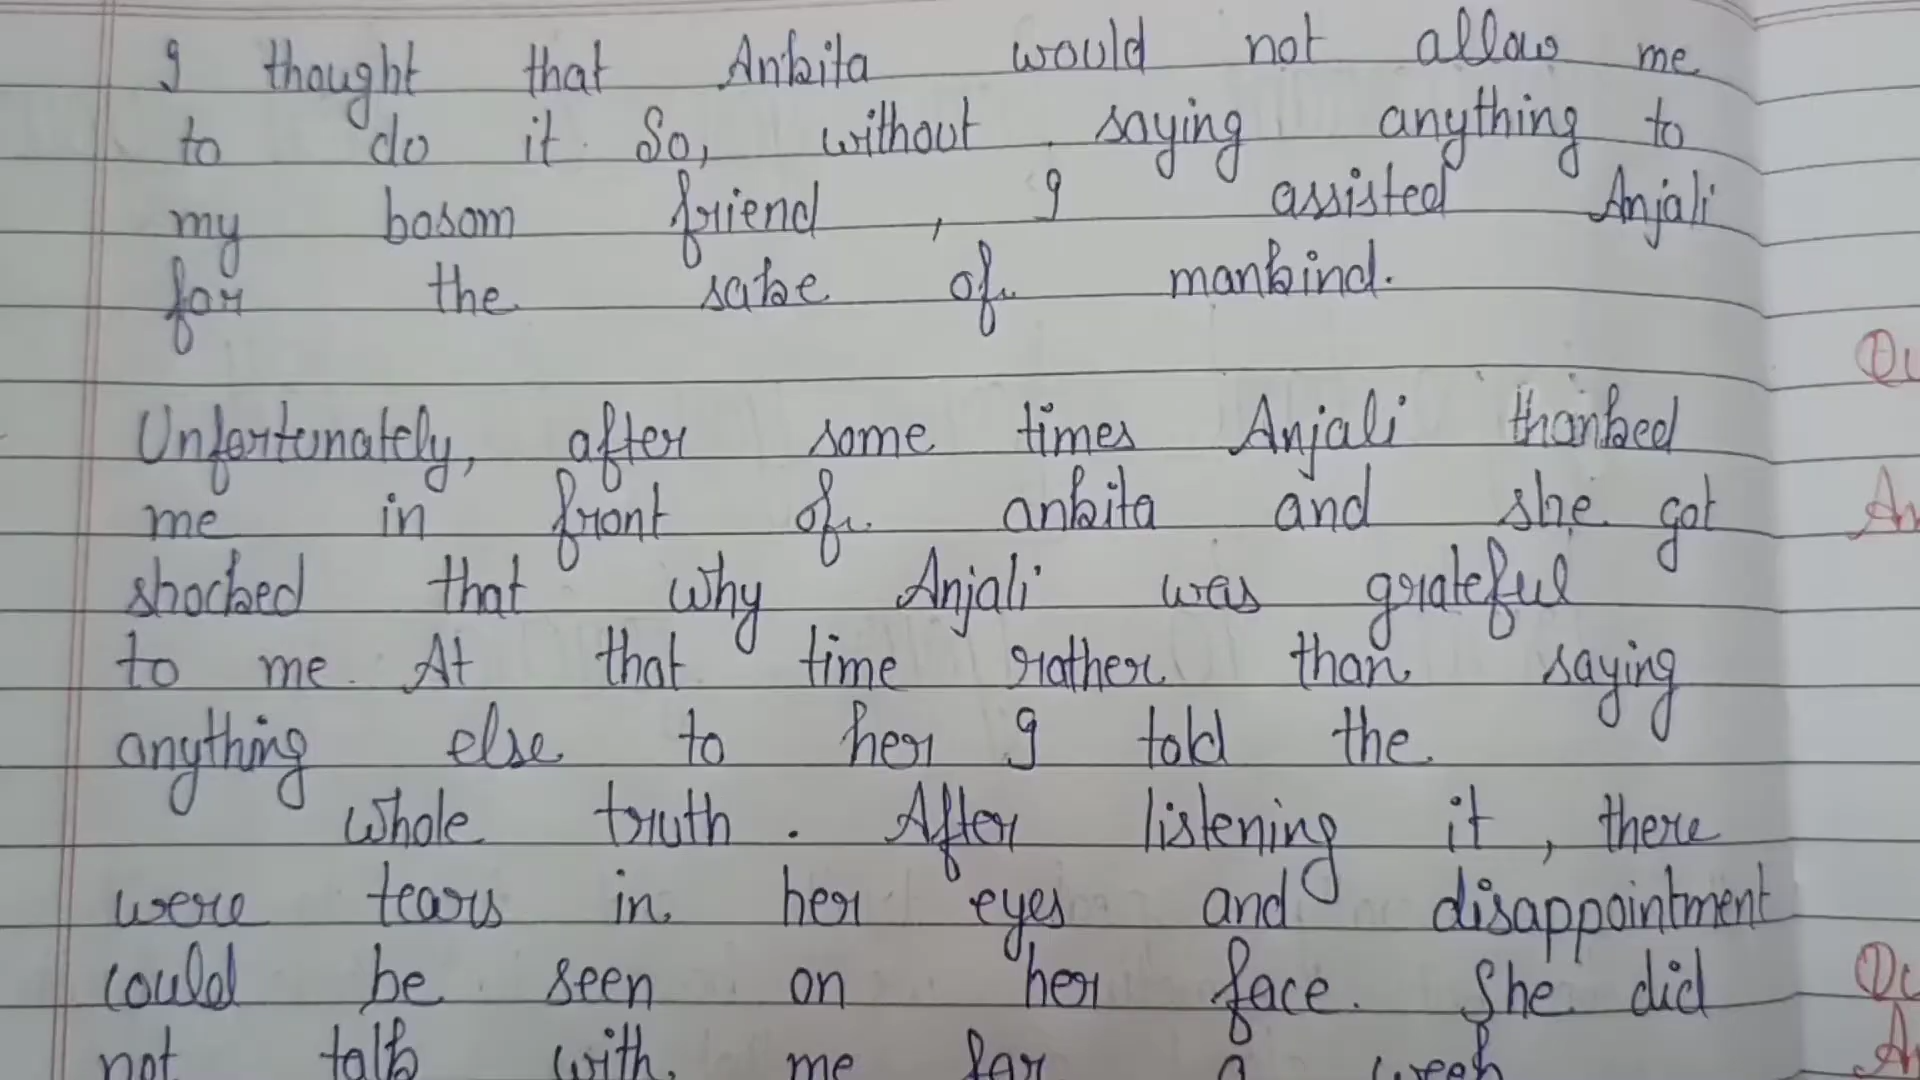 I thought that Ankita would not allow me
to do it. So, without saying anything to
my bosom friend, I assisted Anjali
for the sake of mankind.
Unfortunately, after some times Anjali thanked
me in front of ankita and she got
shocked that why Anjali was grateful
to me. At that time rather than saying
anything else to her I told the
whole truth. After listening it, there
were tears in her eyes and disappointment
could be seen on her face. She did
not talk with me for a week